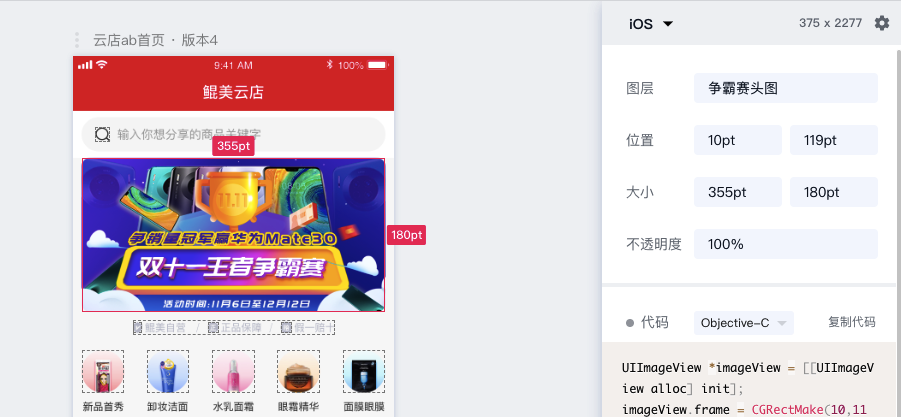 云店ab首页 · 版本4
9:41 AM
100%
鲲美云店
输入你想分享的商品关键字
355pt
11.11
争销量冠军赢华为Mate30
双十一王者争霸赛
活动时间:11月6日至12月12日
180pt
鲲美自营 / 正品保障 / 假一赔十
新品首秀 卸妆洁面 水乳面霜 眼霜精华 面膜眼膜
iOS
375 x 2277
图层 争霸赛头图
位置 10pt 119pt
大小 355pt 180pt
不透明度 100%
代码 Objective-C 复制代码
UIImageView *imageView = [[UIImageV
iew alloc] init];
imageView.frame = CGRectMake(10,11